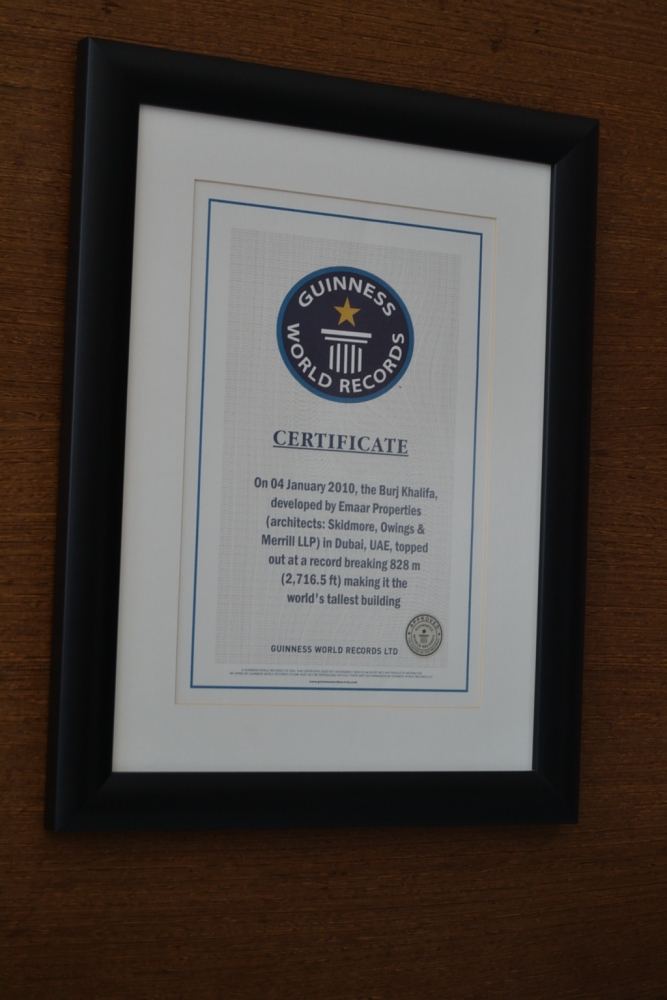 GUINNESS
WORLD RECORDS
CERTIFICATE
On 04 January 2010, the Burj Khalifa,
developed by Emaar Properties
(architects: Skidmore, Owings &
Merrill LLP) in Dubai, UAE, topped
out at a record breaking 828 m
(2,716.5 ft) making it the
world's tallest building
APPROVED
GUINNESS WORLD RECORDS LTD